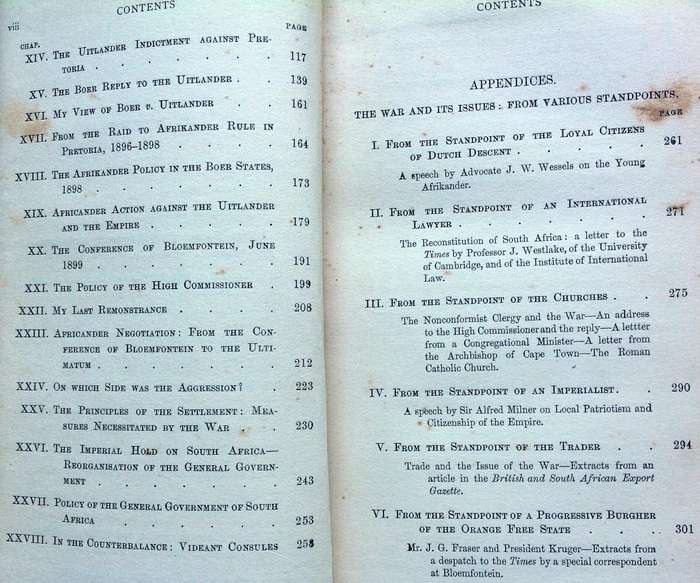 viii
CONTENTS
CHAP.
PAGE
XIV. THE UITLANDER INDICTMENT AGAINST PRE-
TORIA . . . . . . 117
XV. THE BOER REPLY TO THE UITLANDER . . 139
XVI. MY VIEW OF BOER v. UITLANDER . . 161
XVII. FROM THE RAID TO AFRIKANDER RULE IN
PRETORIA, 1896-1898 . . . . 164
XVIII. THE AFRIKANDER POLICY IN THE BOER STATES,
1898 . . . . . . 173
XIX. AFRICANDER ACTION AGAINST THE UITLANDER
AND THE EMPIRE . . . . . 179
XX. THE CONFERENCE OF BLOEMFONTEIN, JUNE
1899 . . . . . . 191
XXI. THE POLICY OF THE HIGH COMMISSIONER . 199
XXII. MY LAST REMONSTRANCE . . . . 208
XXIII. AFRICANDER NEGOTIATION: FROM THE CON-
FERENCE OF BLOEMFONTEIN TO THE ULTI-
MATUM . . . . . . 212
XXIV. ON WHICH SIDE WAS THE AGGRESSION? . 223
XXV. THE PRINCIPLES OF THE SETTLEMENT: MEA-
SURES NECESSITATED BY THE WAR . . 230
XXVI. THE IMPERIAL HOLD ON SOUTH AFRICA—
REORGANISATION OF THE GENERAL GOVERN-
MENT . . . . . . 243
XXVII. POLICY OF THE GENERAL GOVERNMENT OF SOUTH
AFRICA . . . . . . 253
XXVIII. IN THE COUNTERBALANCE: VIDEANT CONSULES 258
CONTENTS
APPENDICES.
THE WAR AND ITS ISSUES: FROM VARIOUS STANDPOINTS.
PAGE
I. FROM THE STANDPOINT OF THE LOYAL CITIZENS
OF DUTCH DESCENT . . . . 261
A speech by Advocate J. W. Wessels on the Young
Afrikander.
II. FROM THE STANDPOINT OF AN INTERNATIONAL
LAWYER . . . . . . 271
The Reconstitution of South Africa: a letter to the
Times by Professor J. Westlake, of the University
of Cambridge, and of the Institute of International
Law.
III. FROM THE STANDPOINT OF THE CHURCHES . . 275
The Nonconformist Clergy and the War—An address
to the High Commissioner and the reply—A lettter
from a Congregational Minister—A letter from
the Archbishop of Cape Town—The Roman
Catholic Church.
IV. FROM THE STANDPOINT OF AN IMPERIALIST . 290
A speech by Sir Alfred Milner on Local Patriotism and
Citizenship of the Empire.
V. FROM THE STANDPOINT OF THE TRADER . . 294
Trade and the Issue of the War—Extracts from an
article in the British and South African Export
Gazette.
VI. FROM THE STANDPOINT OF A PROGRESSIVE BURGHER
OF THE ORANGE FREE STATE . . . 301
Mr. J. G. Fraser and President Kruger—Extracts from
a despatch to the Times by a special correspondent
at Bloemfontein.